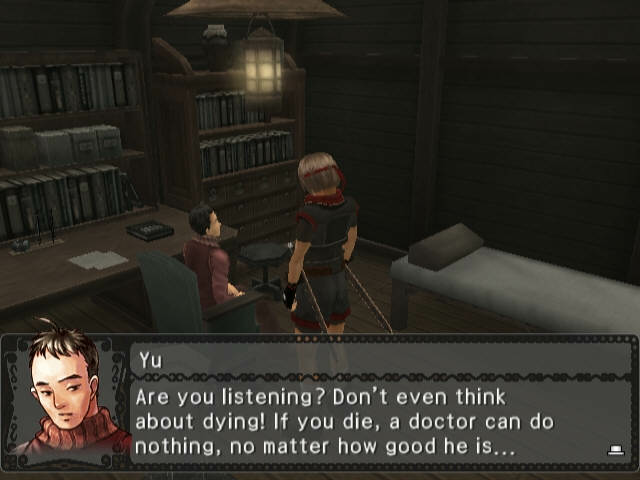 Yu
Are you listening? Don't even think
about dying! If you die, a doctor can do
nothing, no matter how good he is...